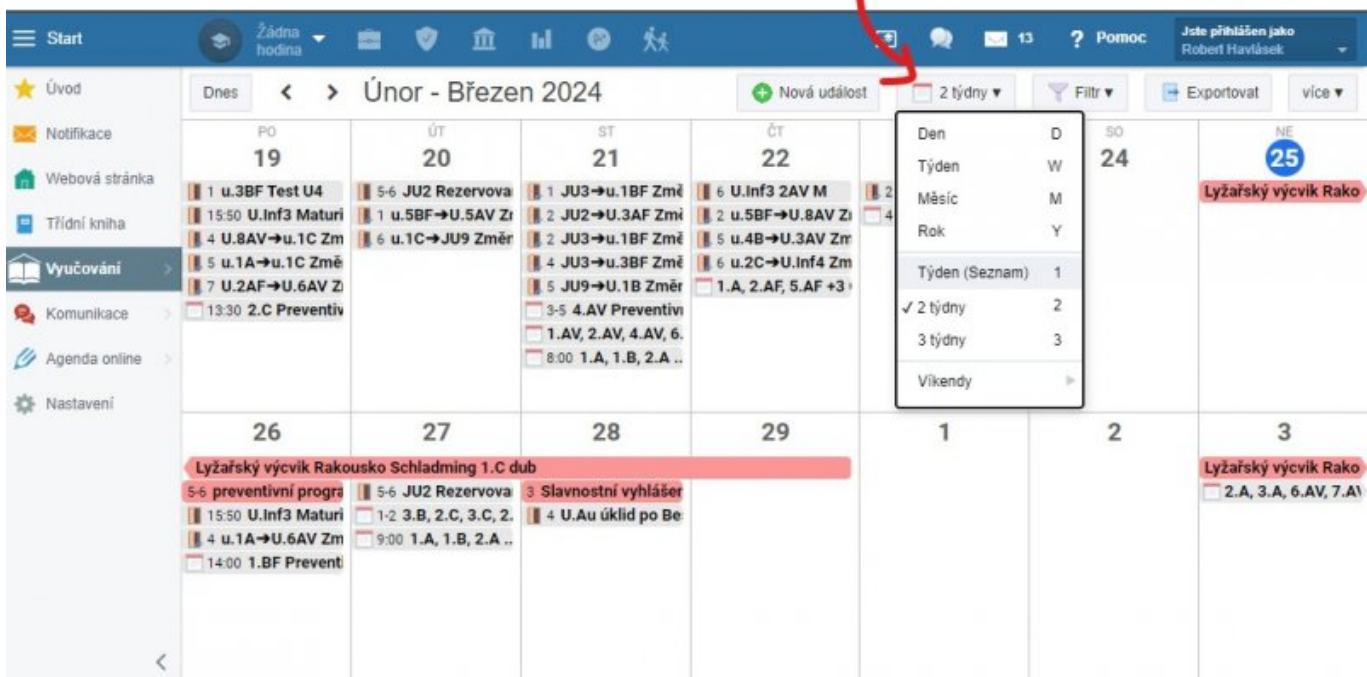 Start
Žádná hodina
13
? Pomoc
Jste přihlášen jako
Robert Havlásek
Úvod
Notifikace
Webová stránka
Třídní kniha
Vyučování
Komunikace
Agenda online
Nastavení
Dnes
Únor - Březen 2024
Nová událost
2 týdny
Filtr
Exportovat
více
PO
ÚT
ST
ČT
SO
NE
19
20
21
22
24
25
1 u.3BF Test U4
15:50 U.Inf3 Maturi
4 U.8AV→u.1C Zm
5 u.1A→u.1C Změ
7 U.2AF→U.6AV Z
13:30 2.C Preventiv
5-6 JU2 Rezervova
1 u.5BF→U.5AV Zr
6 u.1C→JU9 Změr
1 JU3→u.1BF Změ
2 JU2→U.3AF Změ
2 JU3→u.1BF Změ
4 JU3→u.3BF Změ
5 JU9→U.1B Změr
3-5 4.AV Preventiv
1.AV, 2.AV, 4.AV, 6.
8:00 1.A, 1.B, 2.A ..
6 U.Inf3 2AV M
2 u.5BF→U.8AV Z
5 u.4B→U.3AV Zm
6 u.2C→U.Inf4 Zm
1.A, 2.AF, 5.AF +3
2
4
Lyžařský výcvik Rako
Den D
Týden W
Měsíc M
Rok Y
Týden (Seznam) 1
✓ 2 týdny 2
3 týdny 3
Víkendy
26
27
28
29
1
2
3
Lyžařský výcvik Rakousko Schladming 1.C dub
5-6 preventivní progra
15:50 U.Inf3 Maturi
4 u.1A→U.6AV Zm
14:00 1.BF Preventi
5-6 JU2 Rezervova
1-2 3.B, 2.C, 3.C, 2.
9:00 1.A, 1.B, 2.A ..
3 Slavnostní vyhlášer
4 U.Au úklid po Be
Lyžařský výcvik Rako
2.A, 3.A, 6.AV, 7.A